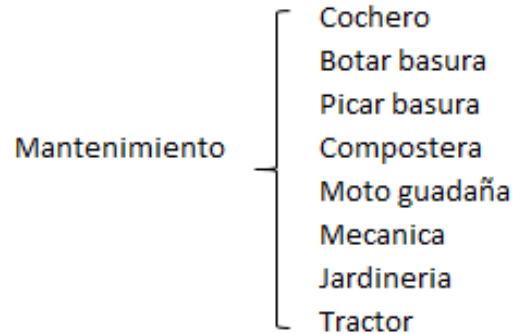 Cochero
Botar basura
Picar basura
Mantenimiento
Compostera
Moto guadaña
Mecanica
Jardineria
Tractor